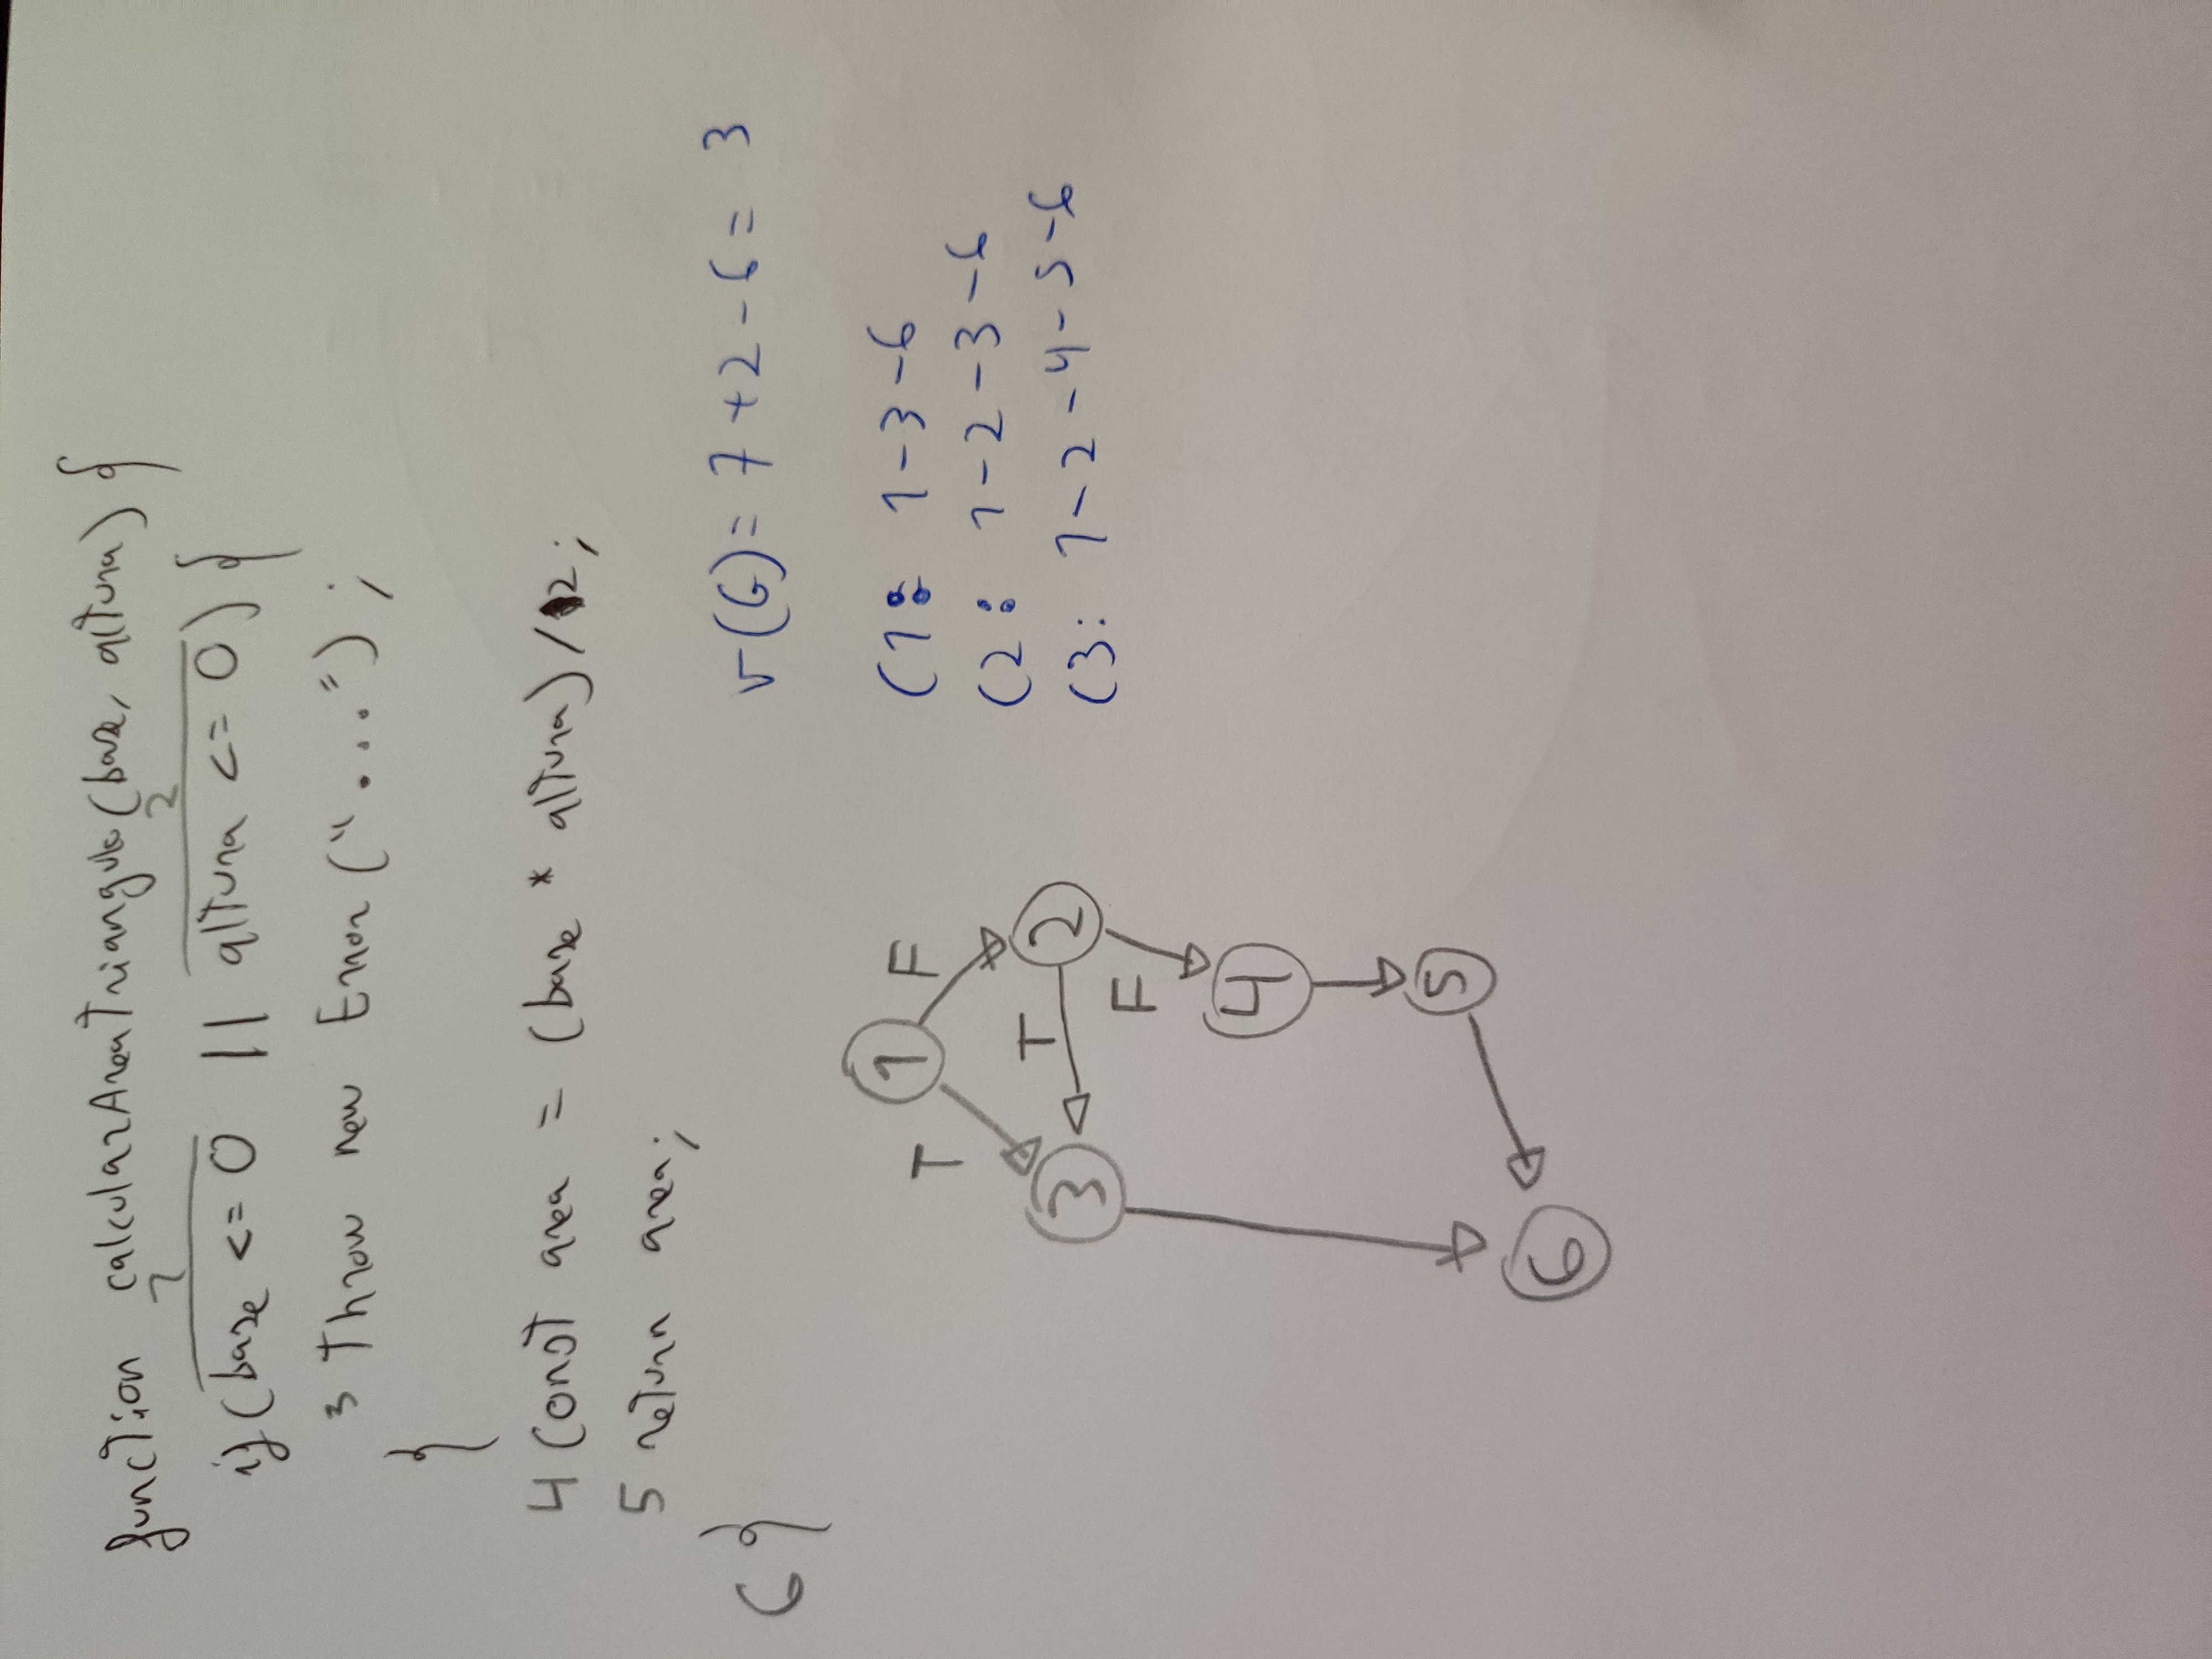 function calcularAreaTriangulo(base, altura) {
1 2
if (base <= 0 || altura <= 0) {
3 Throw new Error ("...") ;
}
4 Const area = (base * altura) / 2;
5 return area;
6 }
v(G) = 7 + 2 - 6 = 3
1
T F
C1: 1-3-6
C2: 1-2-3-6
3 T 2
C3: 1-2-4-5-6
F
4
5
6